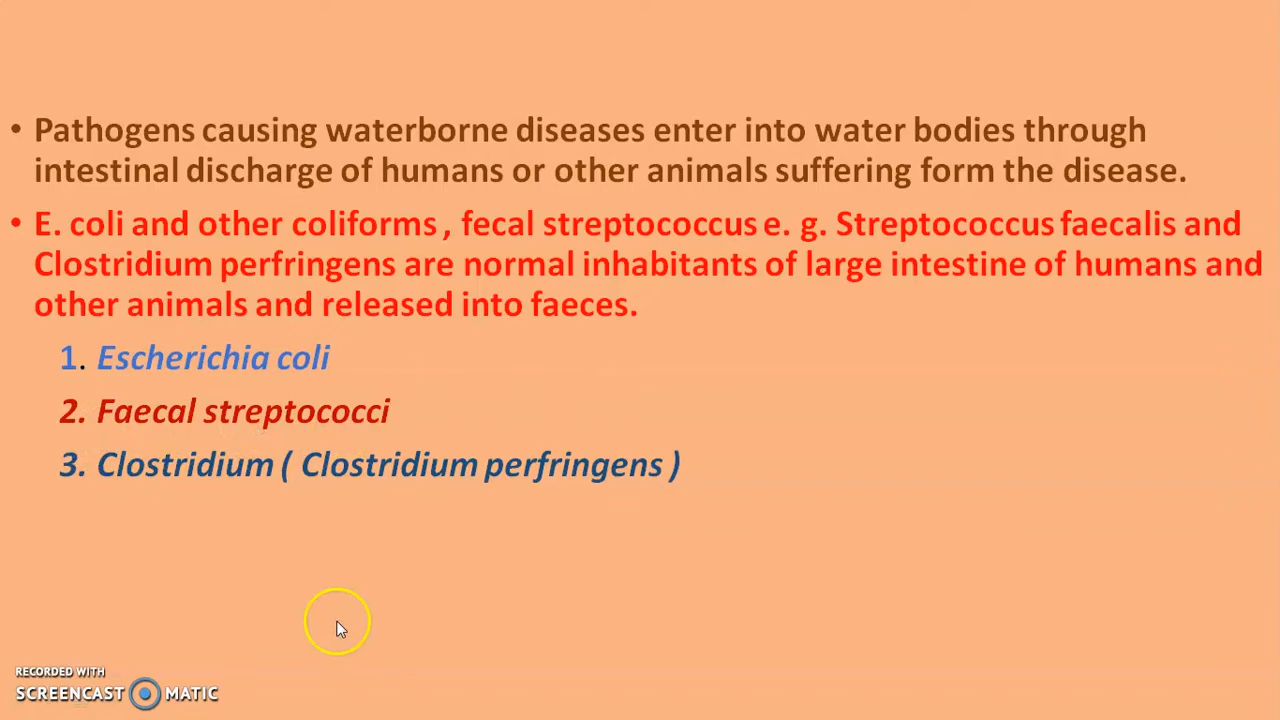 • Pathogens causing waterborne diseases enter into water bodies through
intestinal discharge of humans or other animals suffering form the disease.
• E. coli and other coliforms , fecal streptococcus e. g. Streptococcus faecalis and
Clostridium perfringens are normal inhabitants of large intestine of humans and
other animals and released into faeces.
1. Escherichia coli
2. Faecal streptococci
3. Clostridium ( Clostridium perfringens )
RECORDED WITH
SCREENCAST MATIC